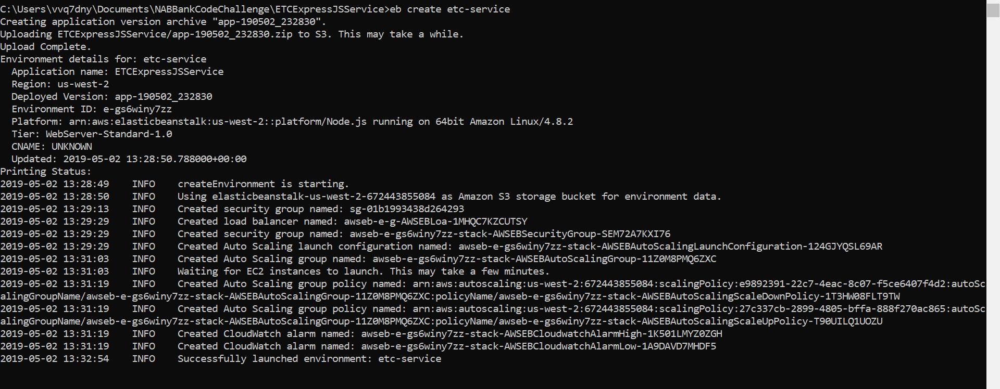 C:\Users\vvq7dny\Documents\NABBankCodeChallenge\ETCExpressJSService>eb create etc-service
Creating application version archive "app-190502_232830".
Uploading ETCExpressJSService/app-190502_232830.zip to S3. This may take a while.
Upload Complete.
Environment details for: etc-service
  Application name: ETCExpressJSService
  Region: us-west-2
  Deployed Version: app-190502_232830
  Environment ID: e-gs6winy7zz
  Platform: arn:aws:elasticbeanstalk:us-west-2::platform/Node.js running on 64bit Amazon Linux/4.8.2
  Tier: WebServer-Standard-1.0
  CNAME: UNKNOWN
  Updated: 2019-05-02 13:28:50.788000+00:00
Printing Status:
2019-05-02 13:28:49    INFO    createEnvironment is starting.
2019-05-02 13:28:50    INFO    Using elasticbeanstalk-us-west-2-672443855084 as Amazon S3 storage bucket for environment data.
2019-05-02 13:29:13    INFO    Created security group named: sg-01b1993438d264293
2019-05-02 13:29:29    INFO    Created load balancer named: awseb-e-g-AWSEBLoa-1MHQC7KZCUTSY
2019-05-02 13:29:29    INFO    Created security group named: awseb-e-gs6winy7zz-stack-AWSEBSecurityGroup-SEM72A7KXI76
2019-05-02 13:29:29    INFO    Created Auto Scaling launch configuration named: awseb-e-gs6winy7zz-stack-AWSEBAutoScalingLaunchConfiguration-124GJYQSL69AR
2019-05-02 13:31:03    INFO    Created Auto Scaling group named: awseb-e-gs6winy7zz-stack-AWSEBAutoScalingGroup-11Z0M8PMQ6ZXC
2019-05-02 13:31:03    INFO    Waiting for EC2 instances to launch. This may take a few minutes.
2019-05-02 13:31:19    INFO    Created Auto Scaling group policy named: arn:aws:autoscaling:us-west-2:672443855084:scalingPolicy:e9892391-22c7-4eac-8c07-f5ce6407f4d2:autoSc
alingGroupName/awseb-e-gs6winy7zz-stack-AWSEBAutoScalingGroup-11Z0M8PMQ6ZXC:policyName/awseb-e-gs6winy7zz-stack-AWSEBAutoScalingScaleDownPolicy-1T3HW08FLT9TW
2019-05-02 13:31:19    INFO    Created Auto Scaling group policy named: arn:aws:autoscaling:us-west-2:672443855084:scalingPolicy:27c337cb-2899-4805-bffa-888f270ac865:autoSc
alingGroupName/awseb-e-gs6winy7zz-stack-AWSEBAutoScalingGroup-11Z0M8PMQ6ZXC:policyName/awseb-e-gs6winy7zz-stack-AWSEBAutoScalingScaleUpPolicy-T90UILQ1UOZU
2019-05-02 13:31:19    INFO    Created CloudWatch alarm named: awseb-e-gs6winy7zz-stack-AWSEBCloudwatchAlarmHigh-1K501LMYZ0ZGH
2019-05-02 13:31:19    INFO    Created CloudWatch alarm named: awseb-e-gs6winy7zz-stack-AWSEBCloudwatchAlarmLow-1A9DAVD7MHDF5
2019-05-02 13:32:54    INFO    Successfully launched environment: etc-service